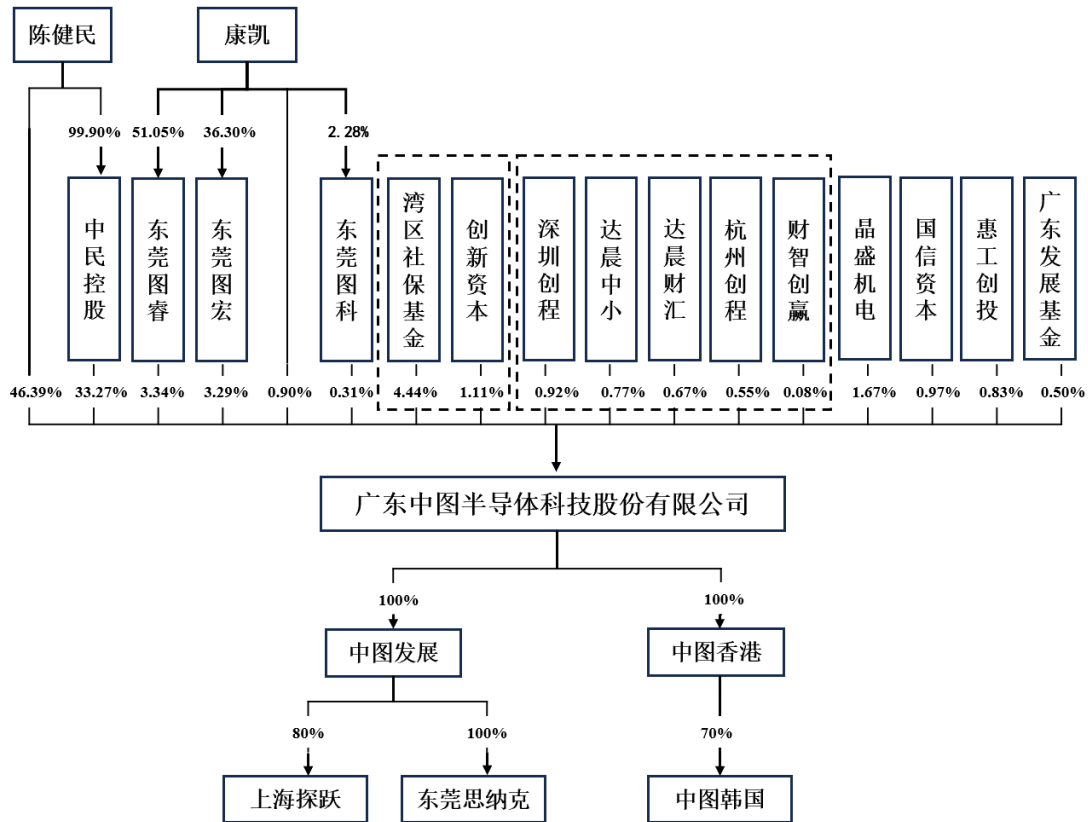 陈健民
康凯
99.90%
51.05%
36.30%
2.28%
中民控股
东莞图睿
东莞图宏
东莞图科
湾区社保基金
创新资本
深圳创程
达晨中小
达晨财汇
杭州创程
财智创赢
晶盛机电
国信资本
惠工创投
广东发展基金
46.39%
33.27%
3.34%
3.29%
0.90%
0.31%
4.44%
1.11%
0.92%
0.77%
0.67%
0.55%
0.08%
1.67%
0.97%
0.83%
0.50%
广东中图半导体科技股份有限公司
100%
100%
中图发展
中图香港
80%
100%
70%
上海探跃
东莞思纳克
中图韩国